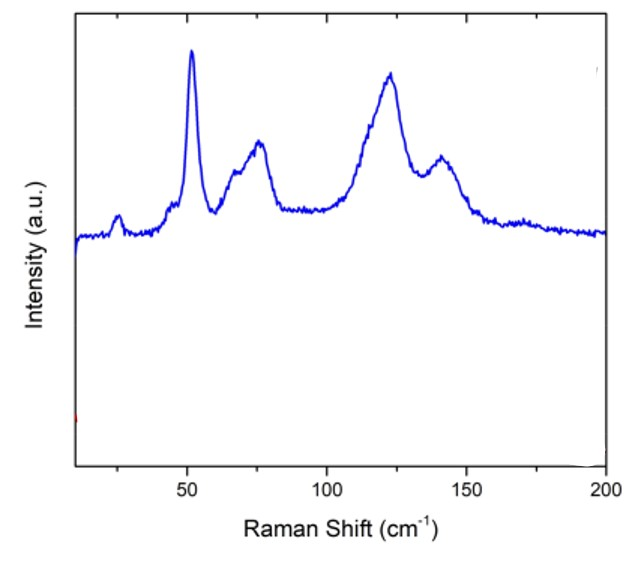 Intensity (a.u.)
50 100 150 200
Raman Shift (cm⁻¹)